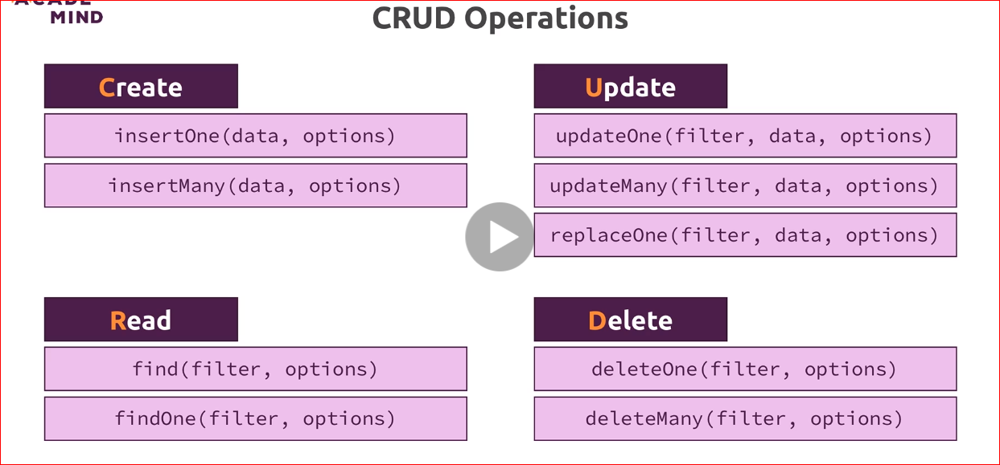 ACADE
MIND
CRUD Operations
Create
insertOne(data, options)
insertMany(data, options)
Update
updateOne(filter, data, options)
updateMany(filter, data, options)
replaceOne(filter, data, options)
Read
find(filter, options)
findOne(filter, options)
Delete
deleteOne(filter, options)
deleteMany(filter, options)